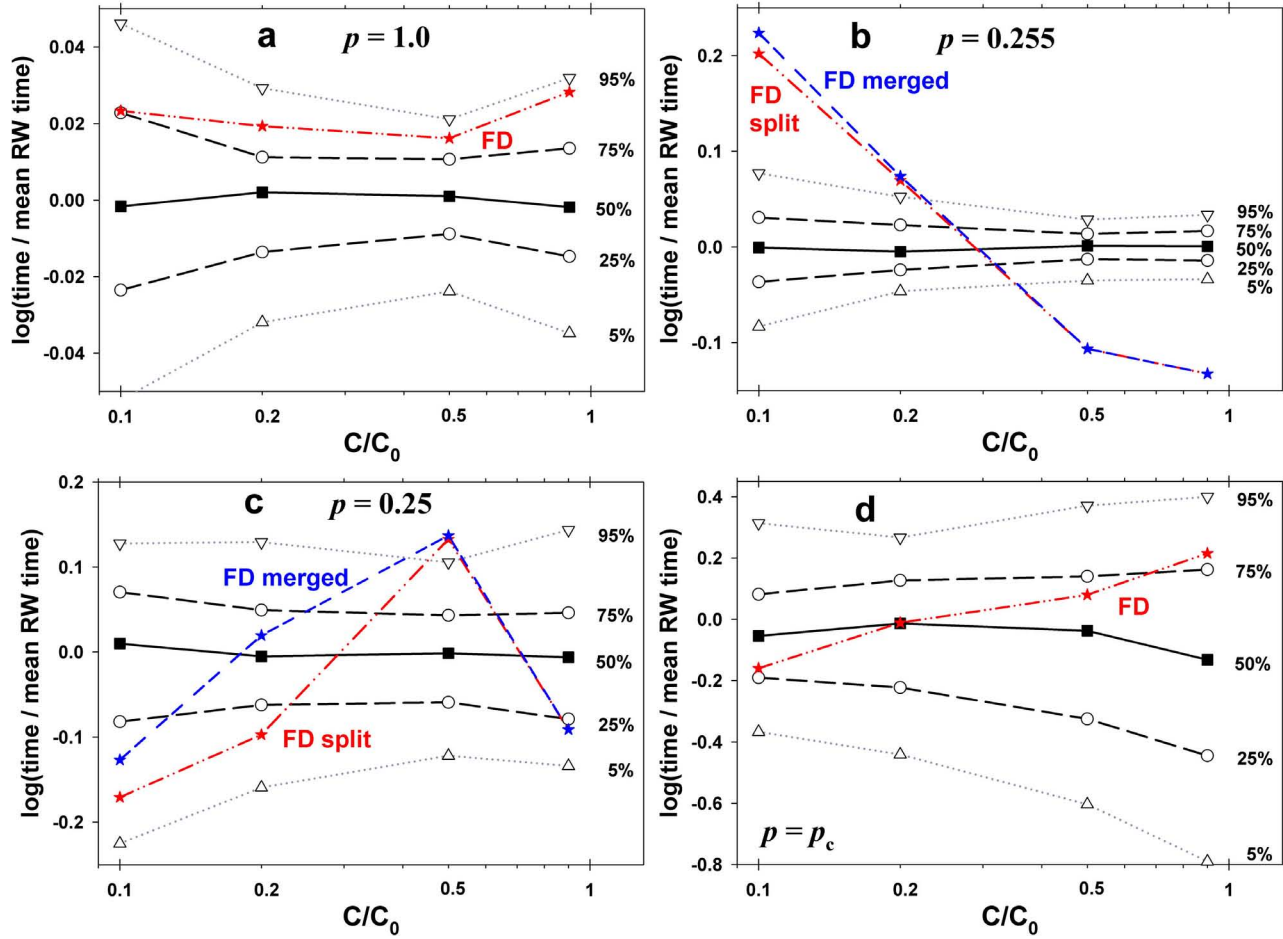 a
p = 1.0
0.04
0.02
0.00
-0.02
-0.04
log(time / mean RW time)
95%
FD
75%
50%
25%
5%
0.1
0.2
0.5
1
C/C0
b
p = 0.255
0.2
0.1
0.0
-0.1
log(time / mean RW time)
FD merged
FD
split
95%
75%
50%
25%
5%
0.1
0.2
0.5
1
C/C0
c
p = 0.25
0.2
0.1
0.0
-0.1
-0.2
log(time / mean RW time)
95%
FD merged
75%
50%
25%
FD split
5%
0.1
0.2
0.5
1
C/C0
d
0.4
0.2
0.0
-0.2
-0.4
-0.6
-0.8
log(time / mean RW time)
95%
75%
FD
50%
25%
p = pc
5%
0.1
0.2
0.5
1
C/C0